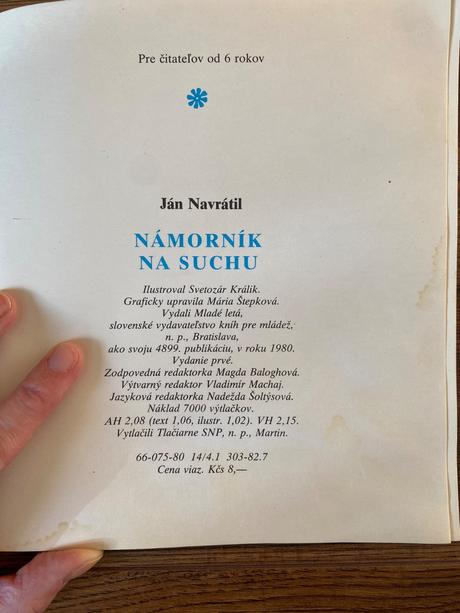 Pre čitateľov od 6 rokov
Ján Navrátil
NÁMORNÍK
NA SUCHU
Ilustroval Svetozár Králik.
Graficky upravila Mária Štepková.
Vydali Mladé letá,
slovenské vydavateľstvo kníh pre mládež,
n. p., Bratislava,
ako svoju 4899. publikáciu, v roku 1980.
Vydanie prvé.
Zodpovedná redaktorka Magda Baloghová.
Výtvarný redaktor Vladimír Machaj.
Jazyková redaktorka Nadežda Šoltýsová.
Náklad 7000 výtlačkov.
AH 2,08 (text 1,06, ilustr. 1,02). VH 2,15.
Vytlačili Tlačiarne SNP, n. p., Martin.
66-075-80 14/4.1 303-82.7
Cena viaz. Kčs 8,—